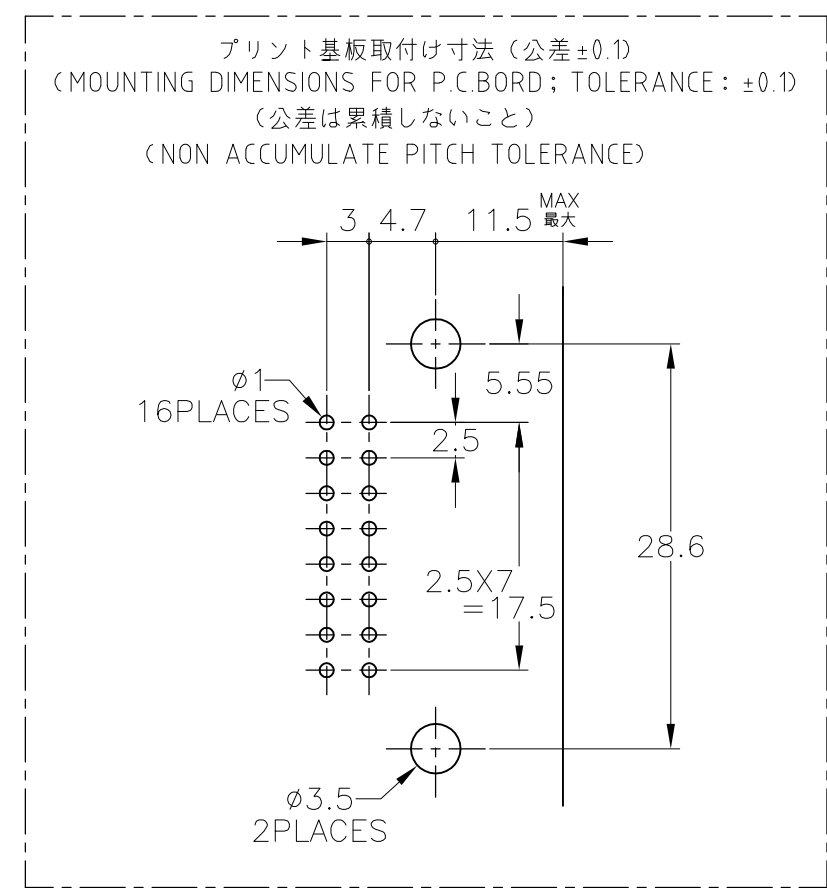 プリント基板取付け寸法(公差±0.1)
(MOUNTING DIMENSIONS FOR P.C.BORD; TOLERANCE: ±0.1)
(公差は累積しないこと)
(NON ACCUMULATE PITCH TOLERANCE)
3 4.7 11.5 MAX
最大
5.55
ø1
16PLACES
2.5
28.6
2.5X7
=17.5
ø3.5
2PLACES